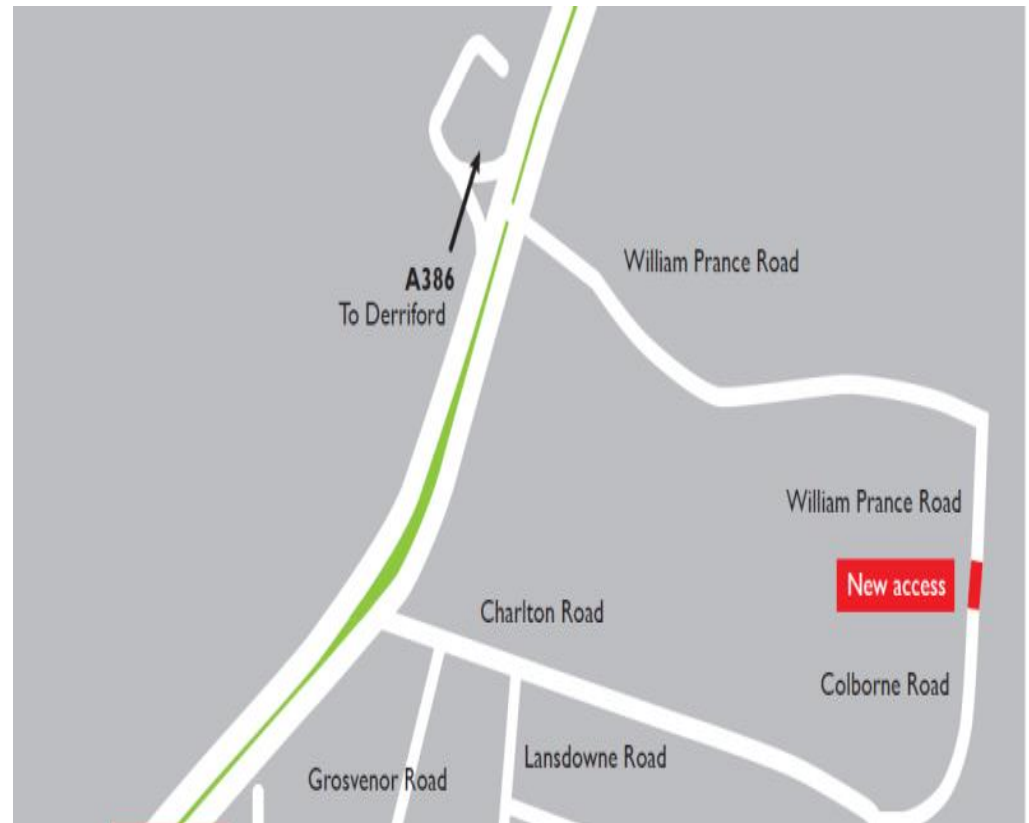 William Prance Road
A386
To Derriford
William Prance Road
New access
Charlton Road
Colborne Road
Lansdowne Road
Grosvenor Road